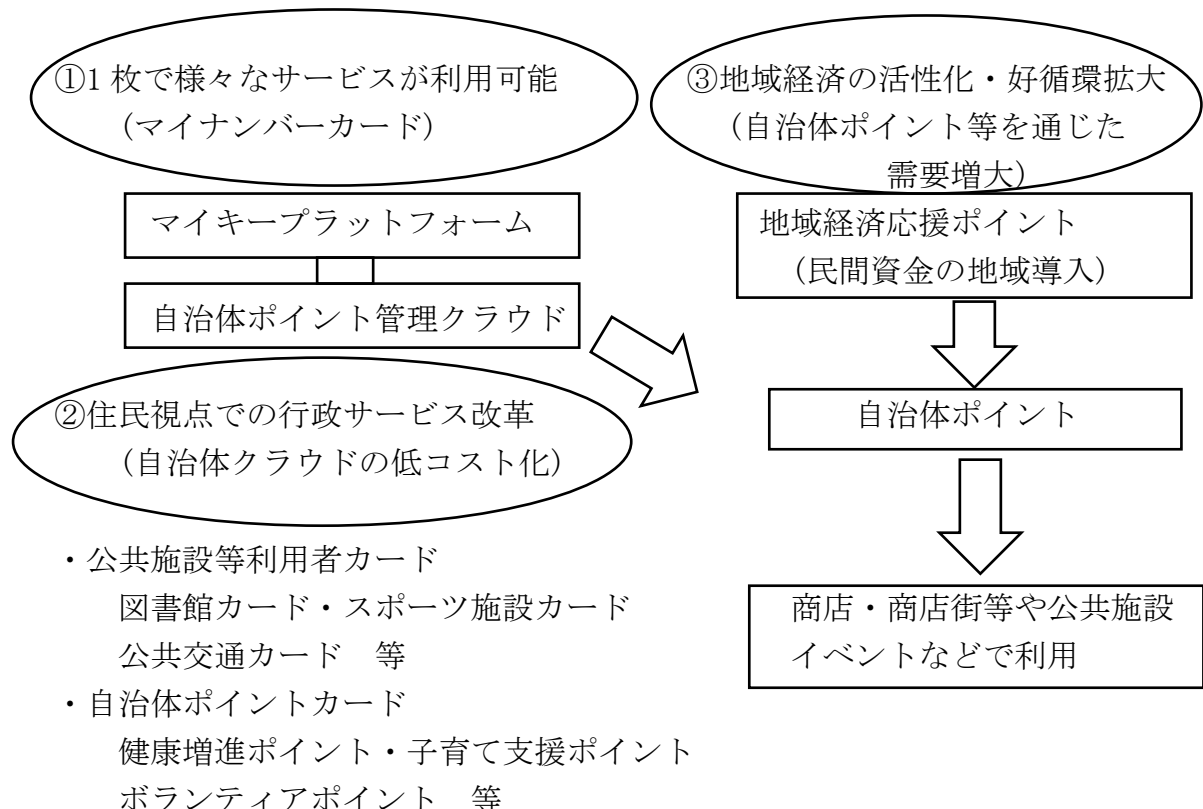 ①1 枚で様々なサービスが利用可能
(マイナンバーカード)
マイキープラットフォーム
自治体ポイント管理クラウド
②住民視点での行政サービス改革
(自治体クラウドの低コスト化)
・公共施設等利用者カード
図書館カード・スポーツ施設カード
公共交通カード　等
・自治体ポイントカード
健康増進ポイント・子育て支援ポイント
ボランティアポイント　等
③地域経済の活性化・好循環拡大
(自治体ポイント等を通じた
需要増大)
地域経済応援ポイント
(民間資金の地域導入)
自治体ポイント
商店・商店街等や公共施設
イベントなどで利用